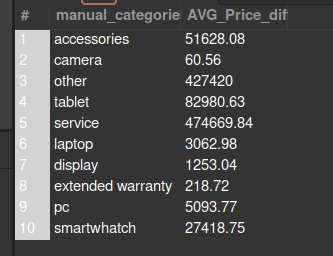 # manual_categorie AVG_Price_dif
1 accessories 51628.08
2 camera 60.56
3 other 427420
4 tablet 82980.63
5 service 474669.84
6 laptop 3062.98
7 display 1253.04
8 extended warranty 218.72
9 pc 5093.77
10 smartwhatch 27418.75